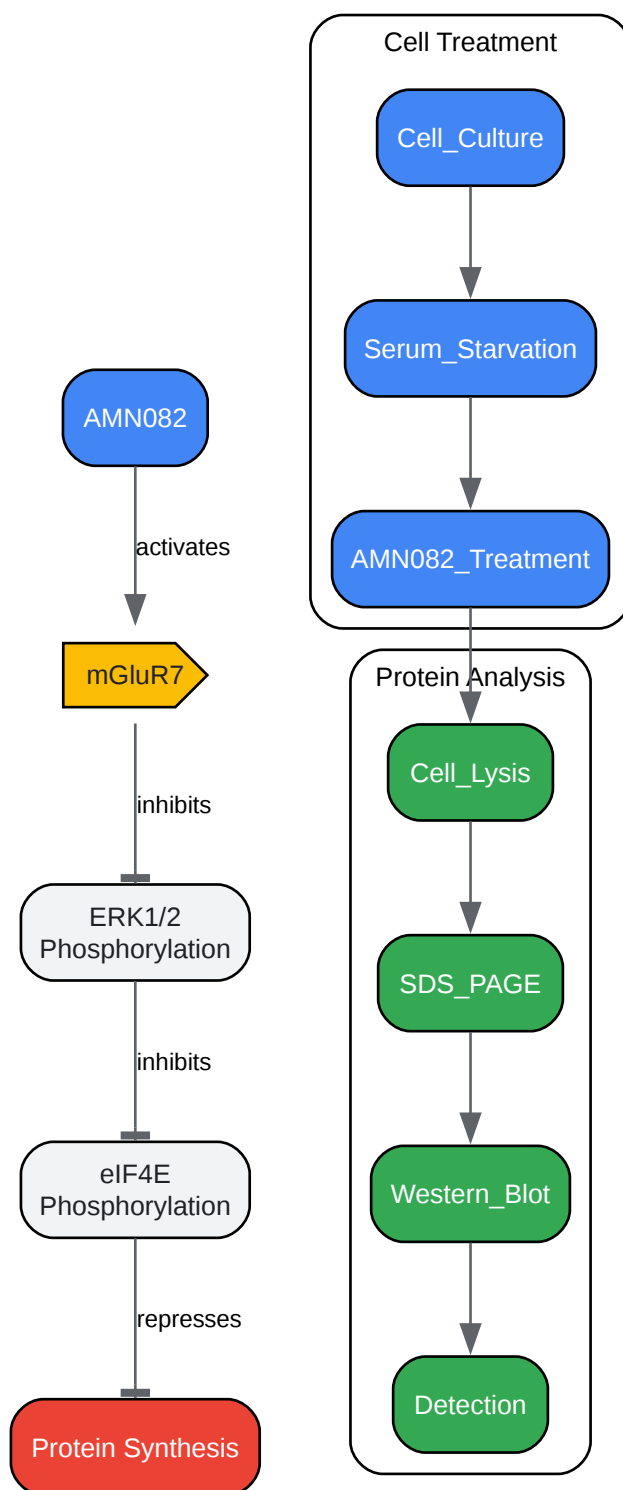 AMN082
activates
mGluR7
inhibits
ERK1/2
Phosphorylation
inhibits
eIF4E
Phosphorylation
represses
Protein Synthesis
Cell Treatment
Cell_Culture
Serum_Starvation
AMN082_Treatment
Protein Analysis
Cell_Lysis
SDS_PAGE
Western_Blot
Detection